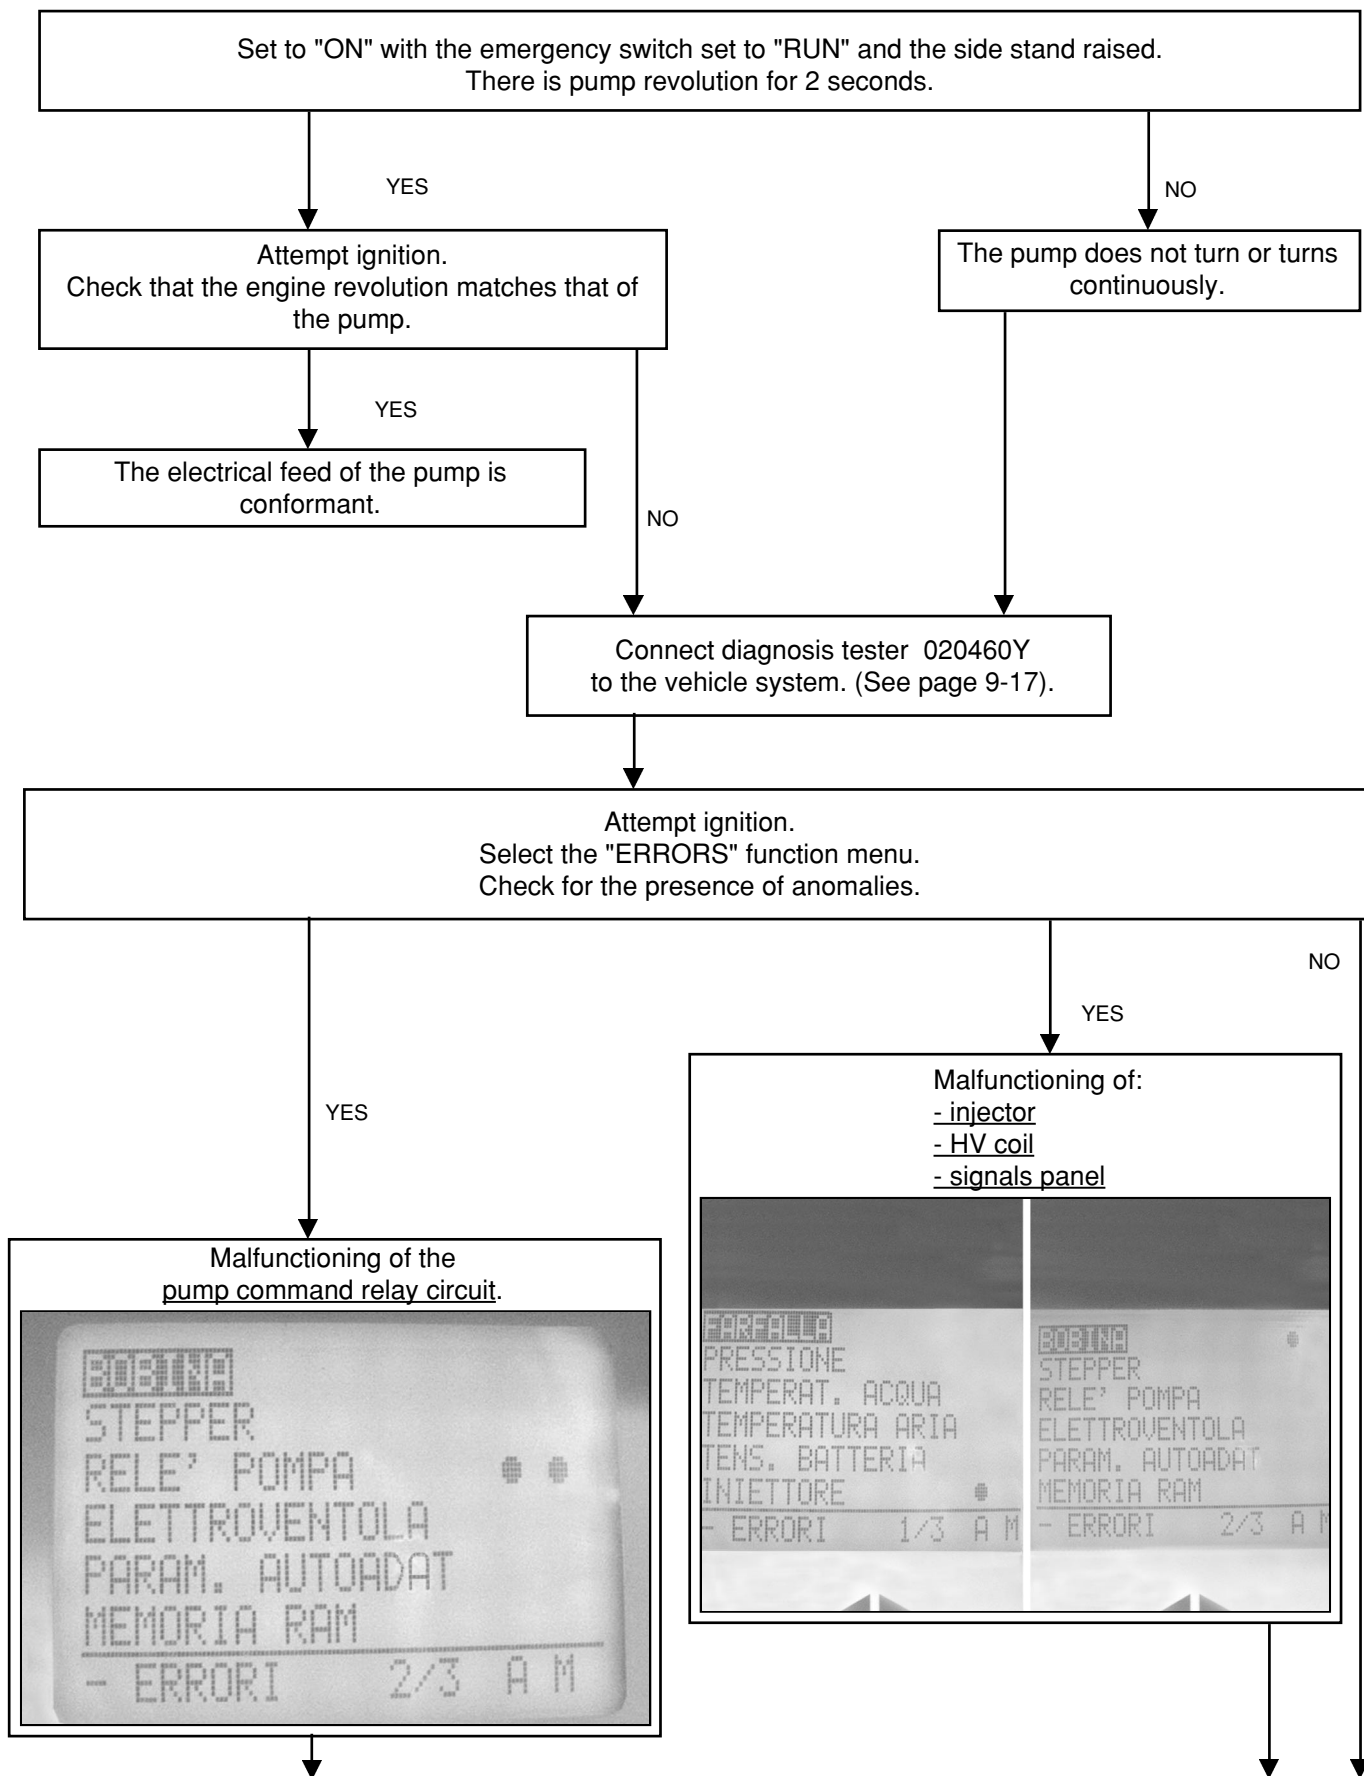 Set to "ON" with the emergency switch set to "RUN" and the side stand raised.
There is pump revolution for 2 seconds.
YES
NO
Attempt ignition.
Check that the engine revolution matches that of
the pump.
The pump does not turn or turns
continuously.
YES
The electrical feed of the pump is
conformant.
NO
Connect diagnosis tester 020460Y
to the vehicle system. (See page 9-17).
Attempt ignition.
Select the "ERRORS" function menu.
Check for the presence of anomalies.
NO
YES
YES
Malfunctioning of:
- injector
- HV coil
- signals panel
FARFALLA
PRESSIONE
TEMPERAT. ACQUA
TEMPERATURA ARIA
TENS. BATTERIA
INIETTORE
- ERRORI 1/3 A M
BOBINA
STEPPER
RELE' POMPA
ELETTROVENTOLA
PARAM. AUTOADAT
MEMORIA RAM
- ERRORI 2/3 A M
Malfunctioning of the
pump command relay circuit.
BOBINA
STEPPER
RELE' POMPA
ELETTROVENTOLA
PARAM. AUTOADAT
MEMORIA RAM
- ERRORI 2/3 A M